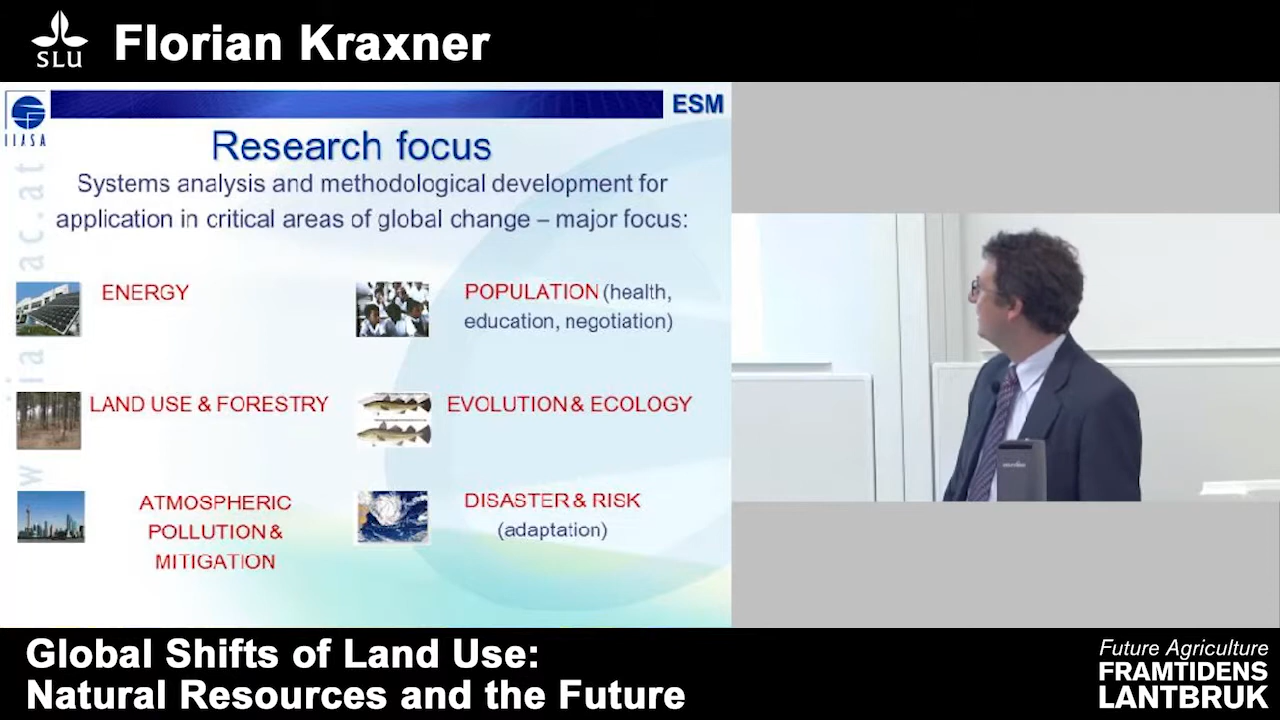 SLU
Florian Kraxner
IIASA
ESM
Research focus
Systems analysis and methodological development for
application in critical areas of global change – major focus:
ENERGY
POPULATION (health,
education, negotiation)
LAND USE & FORESTRY
EVOLUTION & ECOLOGY
ATMOSPHERIC
POLLUTION &
MITIGATION
DISASTER & RISK
(adaptation)
Global Shifts of Land Use:
Natural Resources and the Future
Future Agriculture
FRAMTIDENS
LANTBRUK